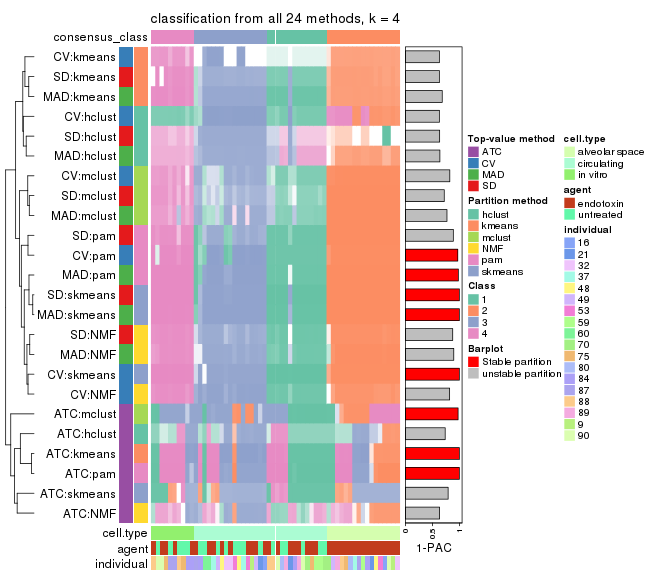 classification from all 24 methods, k = 4
consensus_class
CV:kmeans
SD:kmeans
MAD:kmeans
CV:hclust
SD:hclust
MAD:hclust
CV:mclust
SD:mclust
MAD:mclust
SD:pam
CV:pam
MAD:pam
SD:skmeans
MAD:skmeans
SD:NMF
MAD:NMF
CV:skmeans
CV:NMF
ATC:mclust
ATC:hclust
ATC:kmeans
ATC:pam
ATC:skmeans
ATC:NMF
cell.type
agent
individual
0
0.5
1
1-PAC
Top-value method
ATC
CV
MAD
SD
Partition method
hclust
kmeans
mclust
NMF
pam
skmeans
Class
1
2
3
4
Barplot
Stable partition
unstable partition
cell.type
alveolar space
circulating
in vitro
agent
endotoxin
untreated
individual
16
21
32
37
48
49
53
59
60
70
75
80
84
87
88
89
9
90